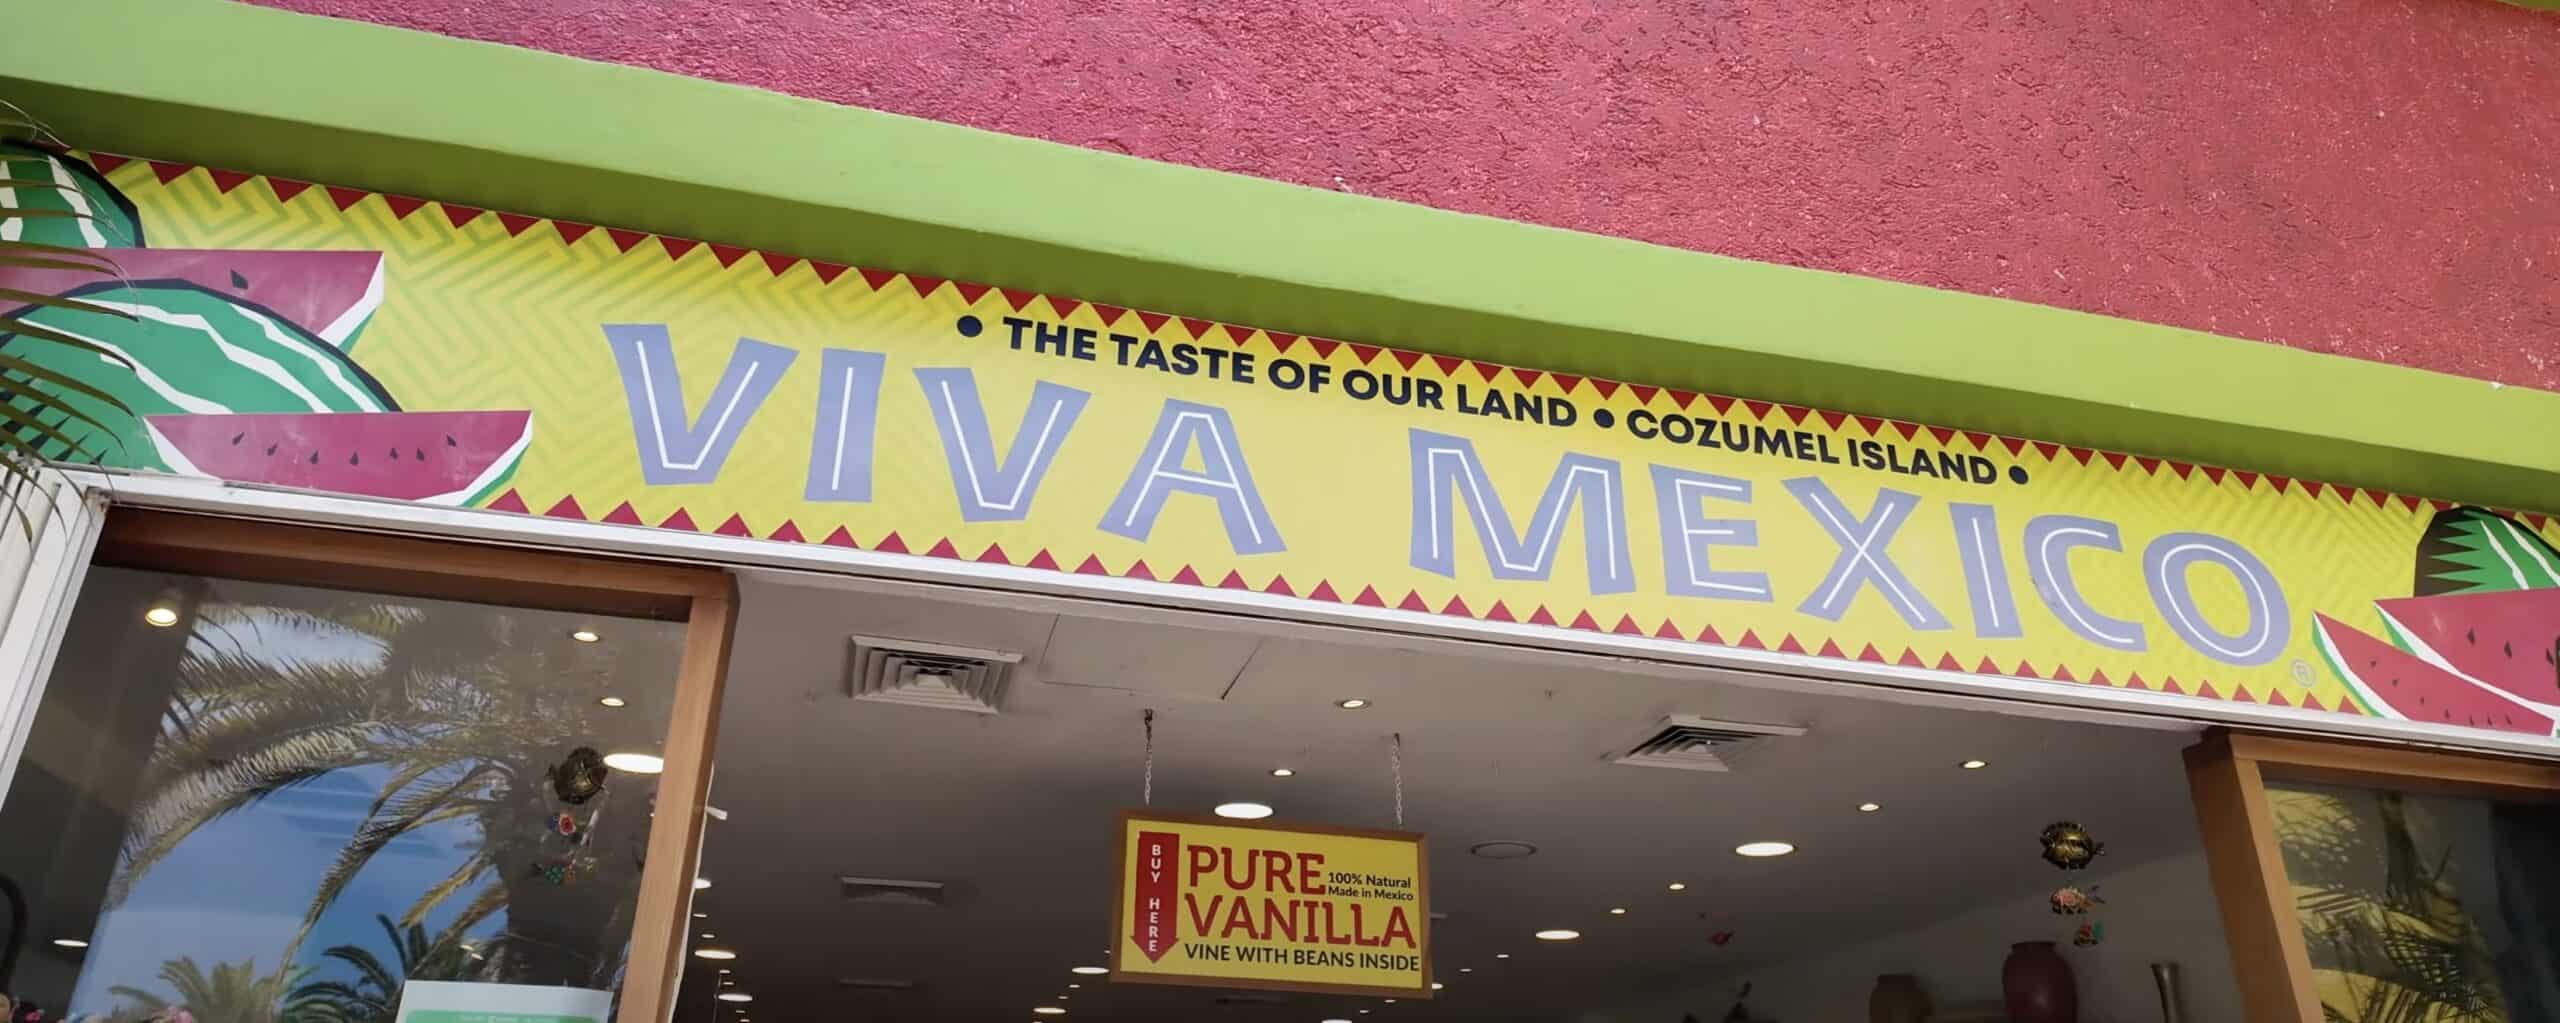 • THE TASTE OF OUR LAND • COZUMEL ISLAND •
VIVA MEXICO®
BUY HERE
PURE
100% Natural
Made in Mexico
VANILLA
VINE WITH BEANS INSIDE